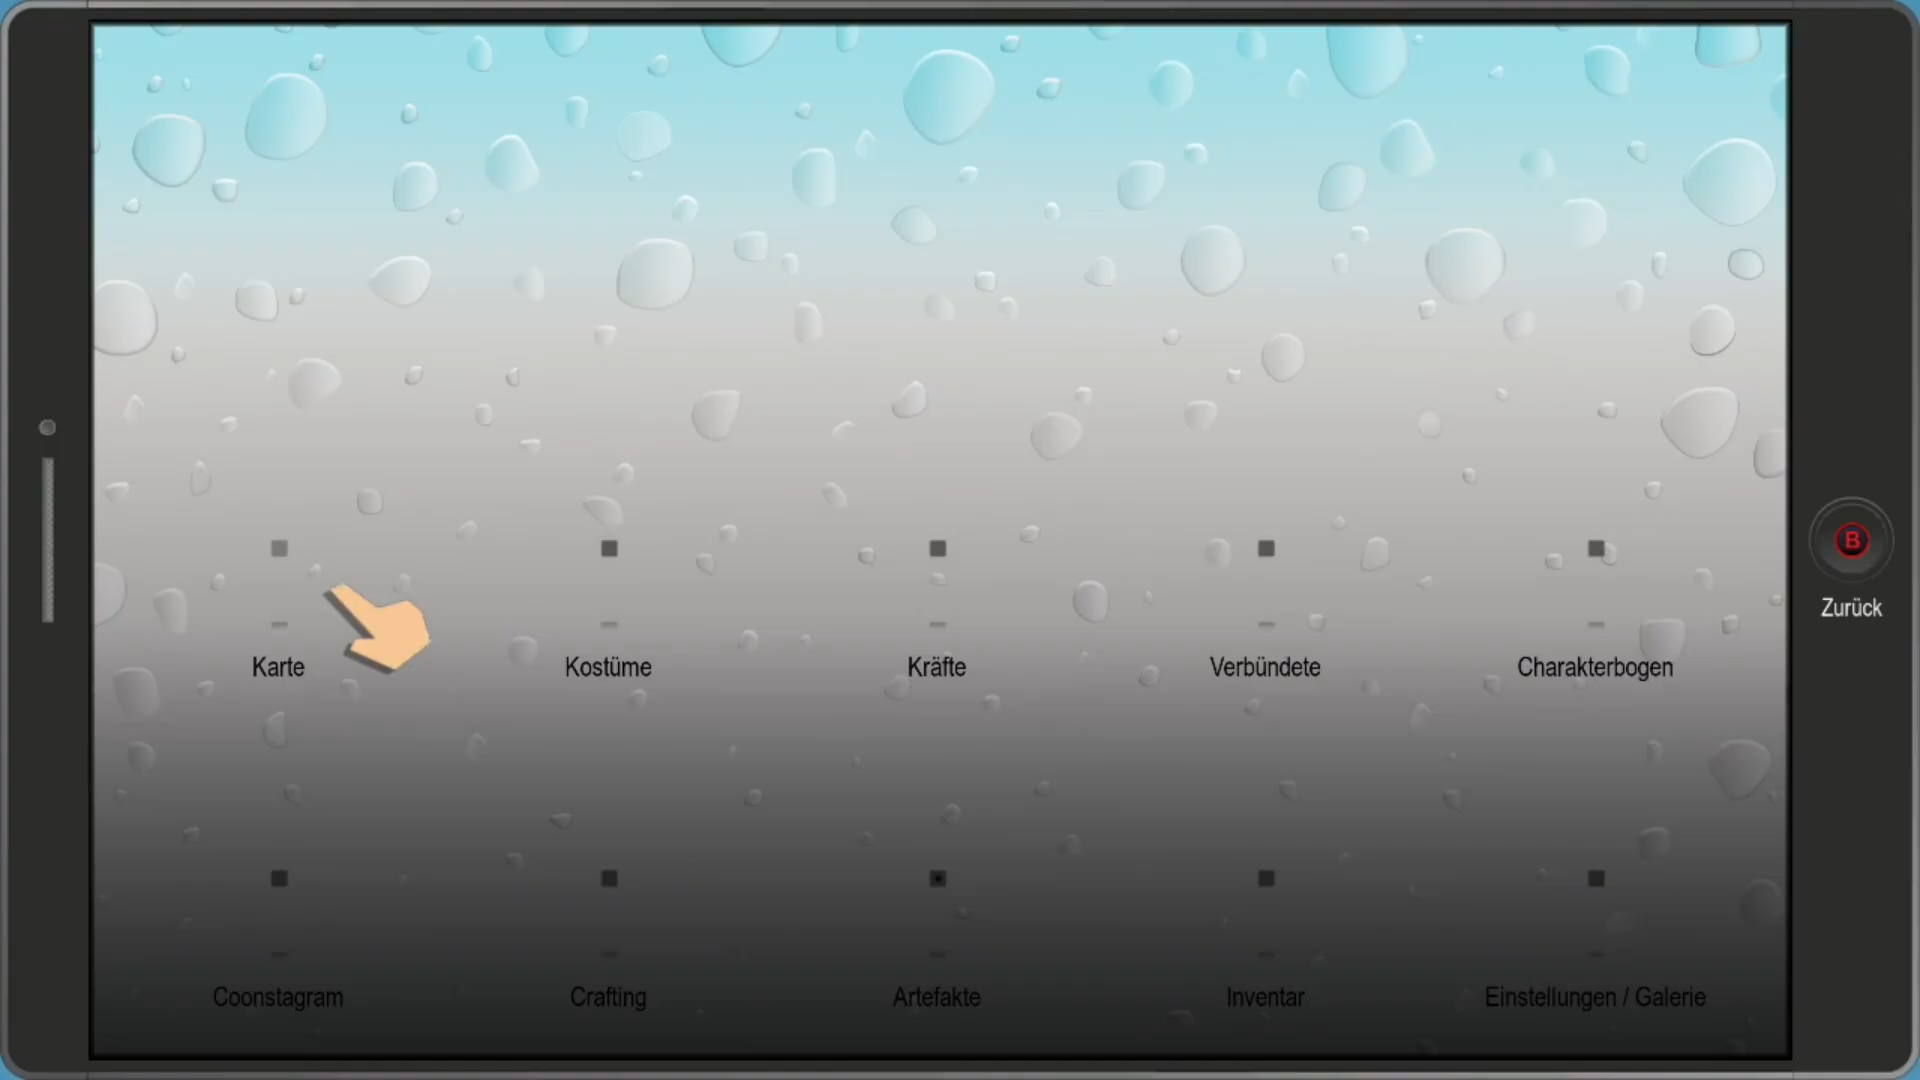 B
Zurück
Karte
Kostüme
Kräfte
Verbündete
Charakterbogen
Coonstagram
Crafting
Artefakte
Inventar
Einstellungen / Galerie